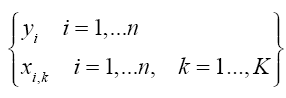 y_i i = 1,...n
x_{i,k} i = 1,...n, k = 1...,K